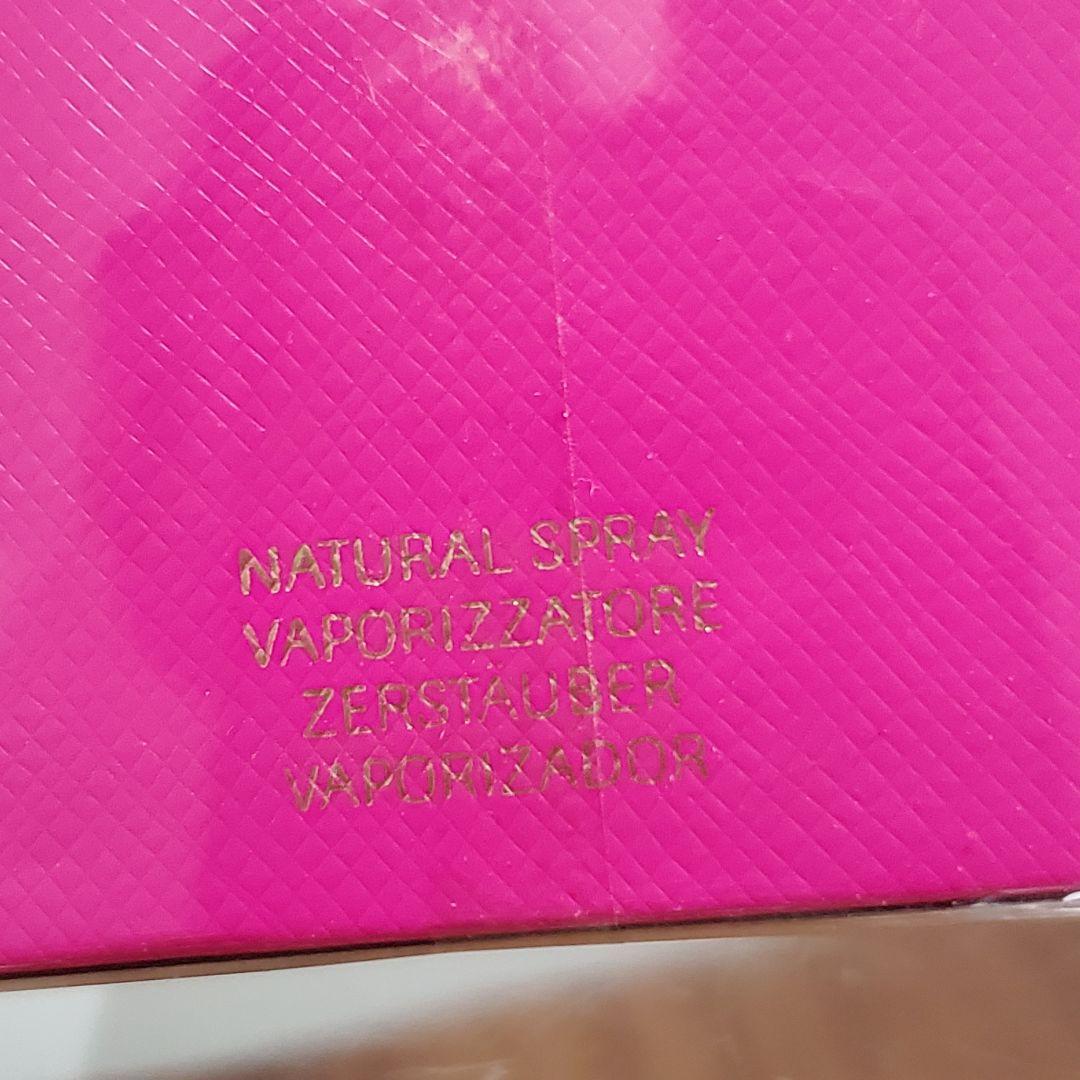 NATURAL SPRAY
VAPORIZZATORE
ZERSTÄUBER
VAPORIZADOR